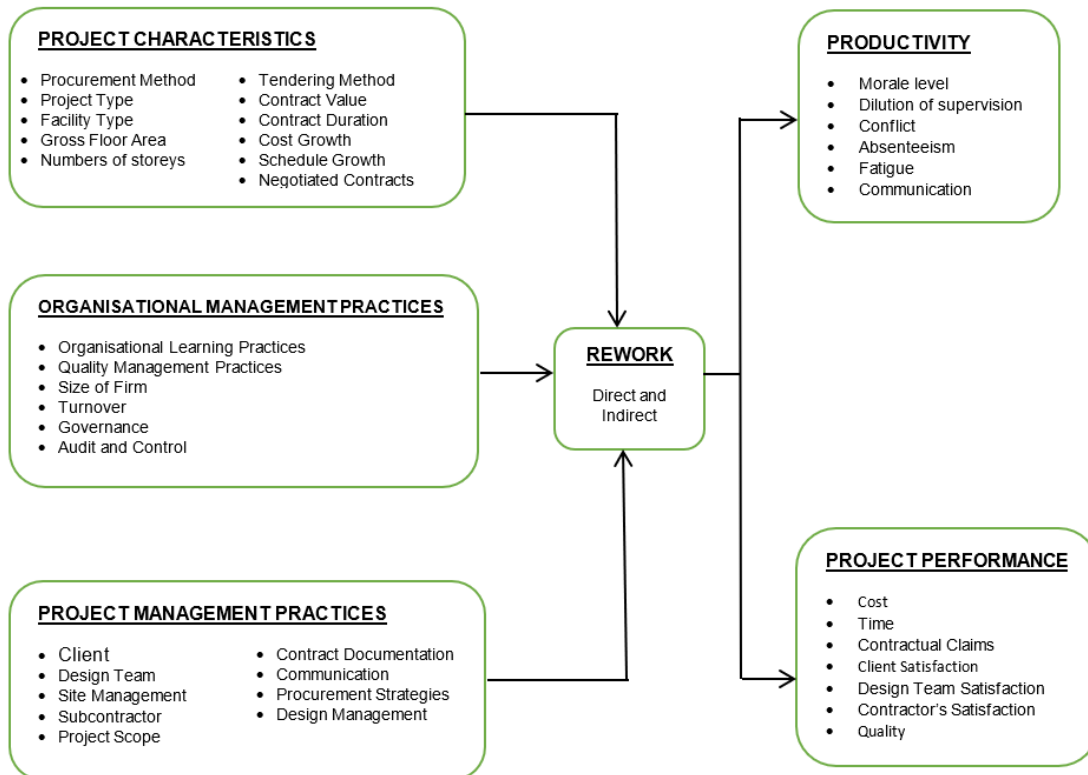 PROJECT CHARACTERISTICS
• Procurement Method
• Project Type
• Facility Type
• Gross Floor Area
• Numbers of storeys
• Tendering Method
• Contract Value
• Contract Duration
• Cost Growth
• Schedule Growth
• Negotiated Contracts
ORGANISATIONAL MANAGEMENT PRACTICES
• Organisational Learning Practices
• Quality Management Practices
• Size of Firm
• Turnover
• Governance
• Audit and Control
PROJECT MANAGEMENT PRACTICES
• Client
• Design Team
• Site Management
• Subcontractor
• Project Scope
• Contract Documentation
• Communication
• Procurement Strategies
• Design Management
REWORK
Direct and
Indirect
PRODUCTIVITY
• Morale level
• Dilution of supervision
• Conflict
• Absenteeism
• Fatigue
• Communication
PROJECT PERFORMANCE
• Cost
• Time
• Contractual Claims
• Client Satisfaction
• Design Team Satisfaction
• Contractor’s Satisfaction
• Quality